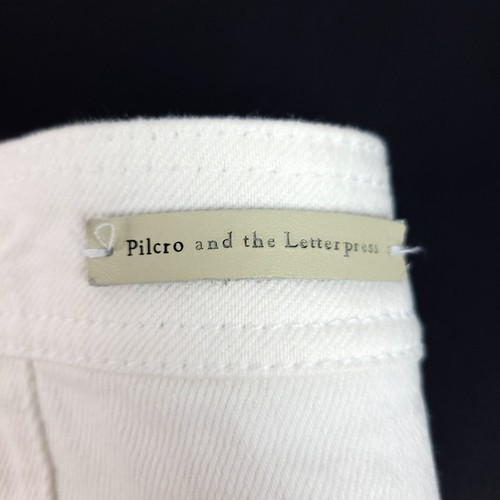 Pilcro and the Letterpress